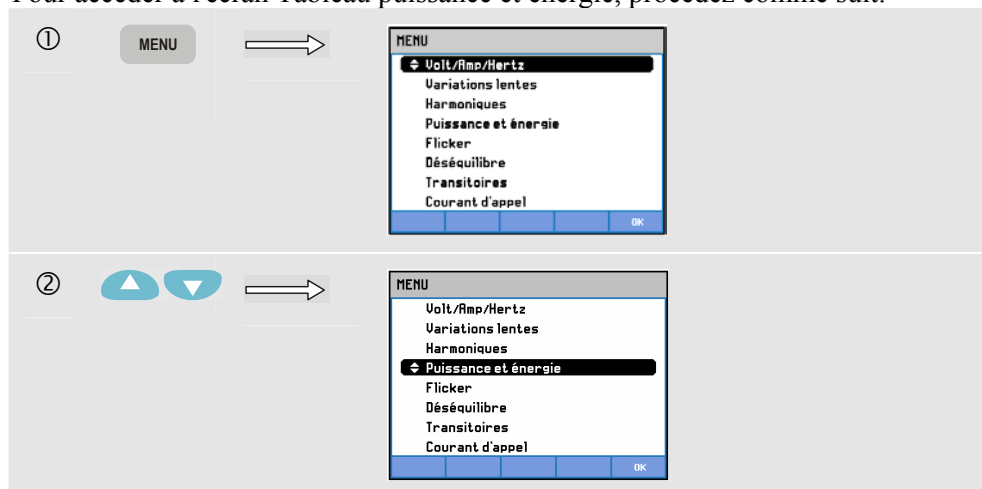 Pour accéder à l'écran Tableau puissance et énergie, procédez comme suit:
① MENU
MENU
Volt/Amp/Hertz
Variations lentes
Harmoniques
Puissance et énergie
Flicker
Déséquilibre
Transitoires
Courant d'appel
OK
②
MENU
Volt/Amp/Hertz
Variations lentes
Harmoniques
Puissance et énergie
Flicker
Déséquilibre
Transitoires
Courant d'appel
OK